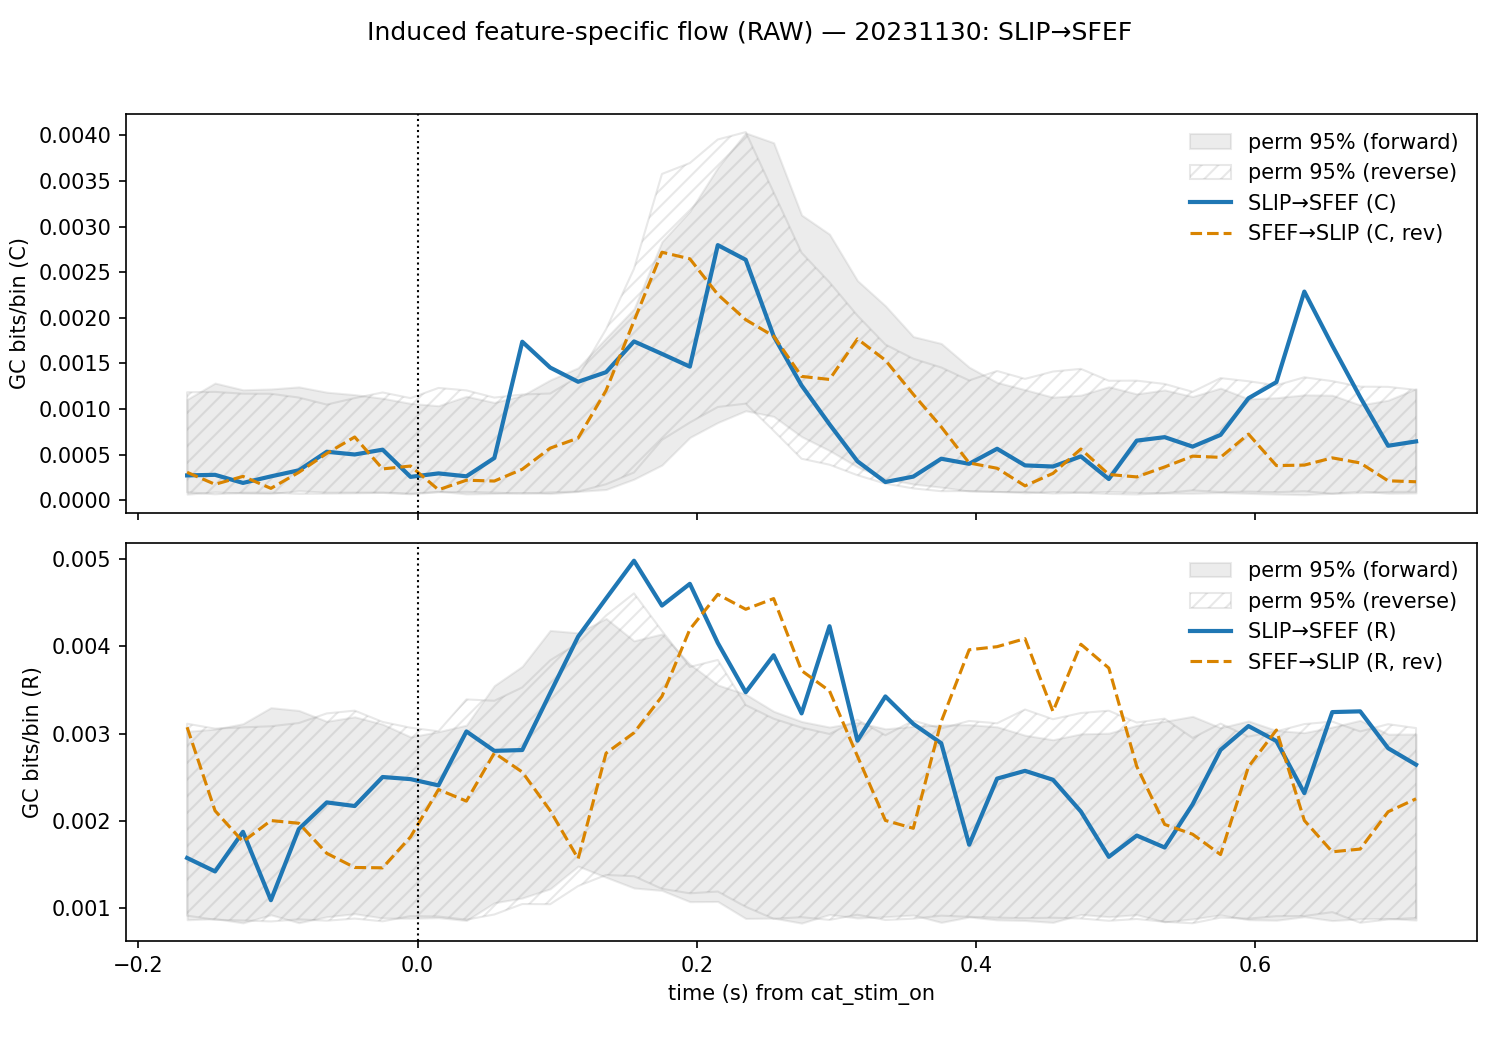 Induced feature-specific flow (RAW) — 20231130: SLIP→SFEF
GC bits/bin (C)
0.0040
0.0035
0.0030
0.0025
0.0020
0.0015
0.0010
0.0005
0.0000
perm 95% (forward)
perm 95% (reverse)
SLIP→SFEF (C)
SFEF→SLIP (C, rev)
GC bits/bin (R)
0.005
0.004
0.003
0.002
0.001
perm 95% (forward)
perm 95% (reverse)
SLIP→SFEF (R)
SFEF→SLIP (R, rev)
−0.2 0.0 0.2 0.4 0.6
time (s) from cat_stim_on